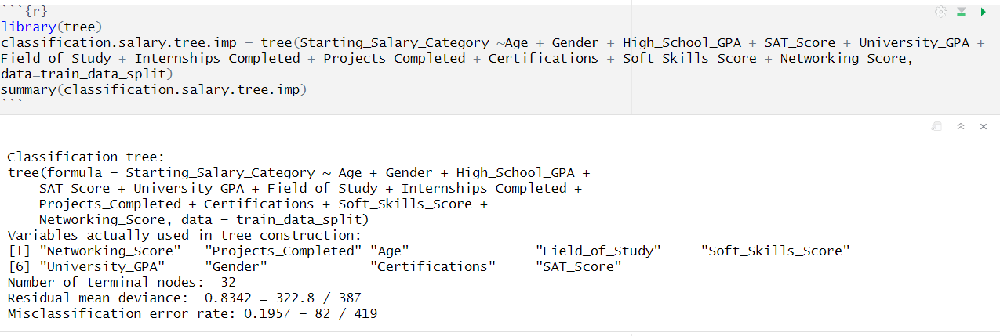 ```{r}
library(tree)
classification.salary.tree.imp = tree(Starting_Salary_Category ~Age + Gender + High_School_GPA + SAT_Score + University_GPA +
Field_of_Study + Internships_Completed + Projects_Completed + Certifications + Soft_Skills_Score + Networking_Score,
data=train_data_split)
summary(classification.salary.tree.imp)
```
Classification tree:
tree(formula = Starting_Salary_Category ~ Age + Gender + High_School_GPA +
    SAT_Score + University_GPA + Field_of_Study + Internships_Completed +
    Projects_Completed + Certifications + Soft_Skills_Score +
    Networking_Score, data = train_data_split)
Variables actually used in tree construction:
[1] "Networking_Score"   "Projects_Completed" "Age"                "Field_of_Study"     "Soft_Skills_Score"
[6] "University_GPA"     "Gender"             "Certifications"     "SAT_Score"
Number of terminal nodes:  32
Residual mean deviance:  0.8342 = 322.8 / 387
Misclassification error rate: 0.1957 = 82 / 419